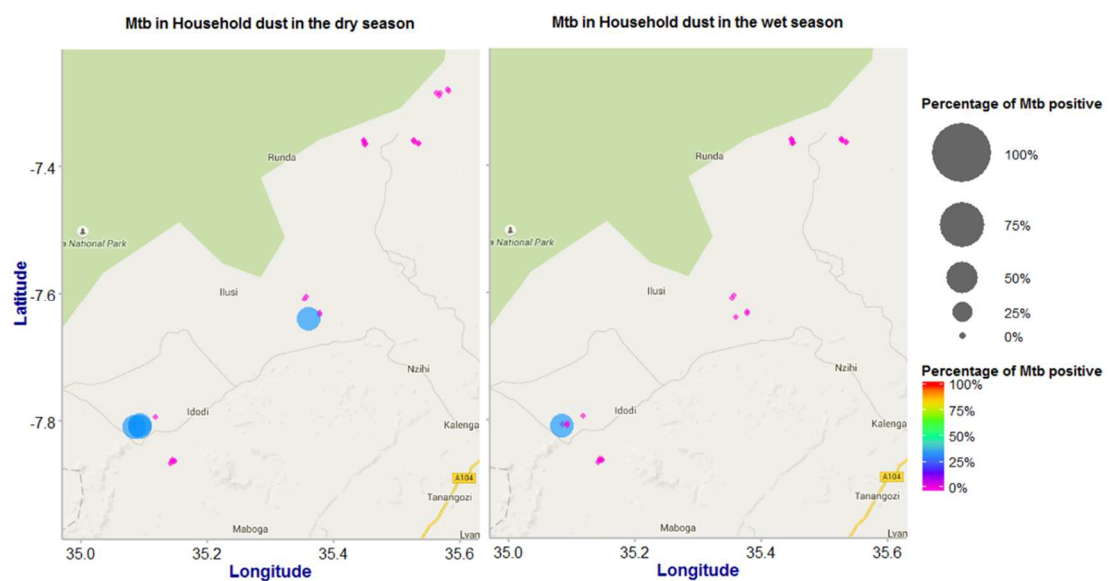 Mtb in Household dust in the dry season
Mtb in Household dust in the wet season
Latitude
-7.4
-7.6
-7.8
Runda
a National Park
Ilusi
Nzihi
Idodi
Kalenga
A104
Tanangozi
Maboga
Lyan
35.0 35.2 35.4 35.6
Longitude
Runda
a National Park
Ilusi
Nzihi
Idodi
Kalenga
A104
Tanangozi
Maboga
Lyan
35.0 35.2 35.4 35.6
Longitude
Percentage of Mtb positive
100%
75%
50%
25%
0%
Percentage of Mtb positive
100%
75%
50%
25%
0%